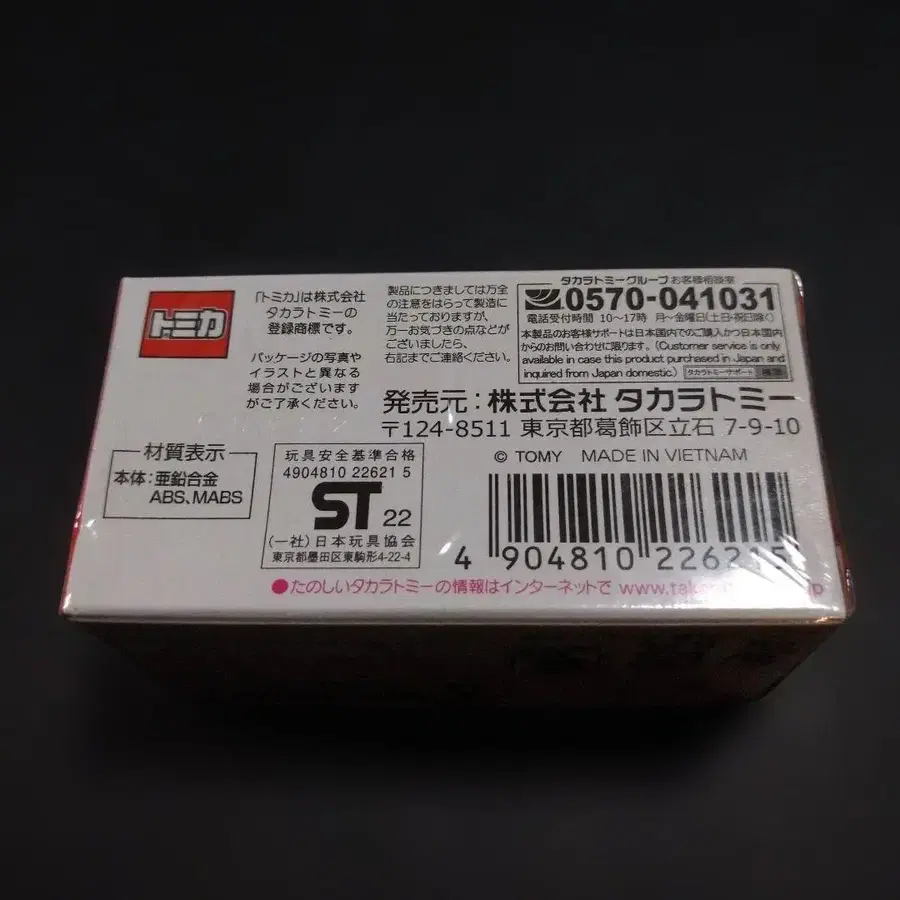 トミカ
「トミカ」は株式会社
タカラトミーの
登録商標です。
パッケージの写真や
イラストと異なる
場合がございます
がご了承ください。
製品につきましては万全
の注意をはらって製造に
当たっておりますが、
万一お気づきの点などが
ございましたら、
右記までご連絡ください。
タカラトミーグループお客様相談室
0570-041031
電話受付時間 10〜17時 月〜金曜日(土日・祝日除く)
本製品のお客様サポートは日本国内でのご購入かつ日本国内
からのお問い合わせに限ります。(Customer service is only
available in case this product purchased in Japan and
inquired from Japan domestic.)
タカラトミーサポート 検索
発売元:株式会社 タカラトミー
〒124-8511 東京都葛飾区立石 7-9-10
© TOMY MADE IN VIETNAM
材質表示
本体:亜鉛合金
ABS、MABS
玩具安全基準合格
4904810 22621 5
ST 22
(一社)日本玩具協会
東京都墨田区東駒形4-22-4
4 904810 226215
●たのしいタカラトミーの情報はインターネットで